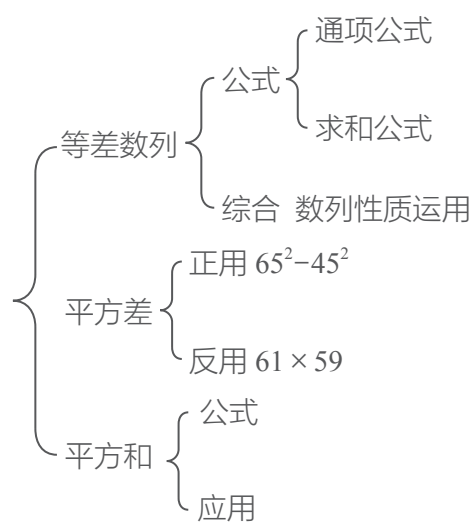 通项公式
公式
求和公式
等差数列
综合 数列性质运用
正用 65²−45²
平方差
反用 61 × 59
公式
平方和
应用